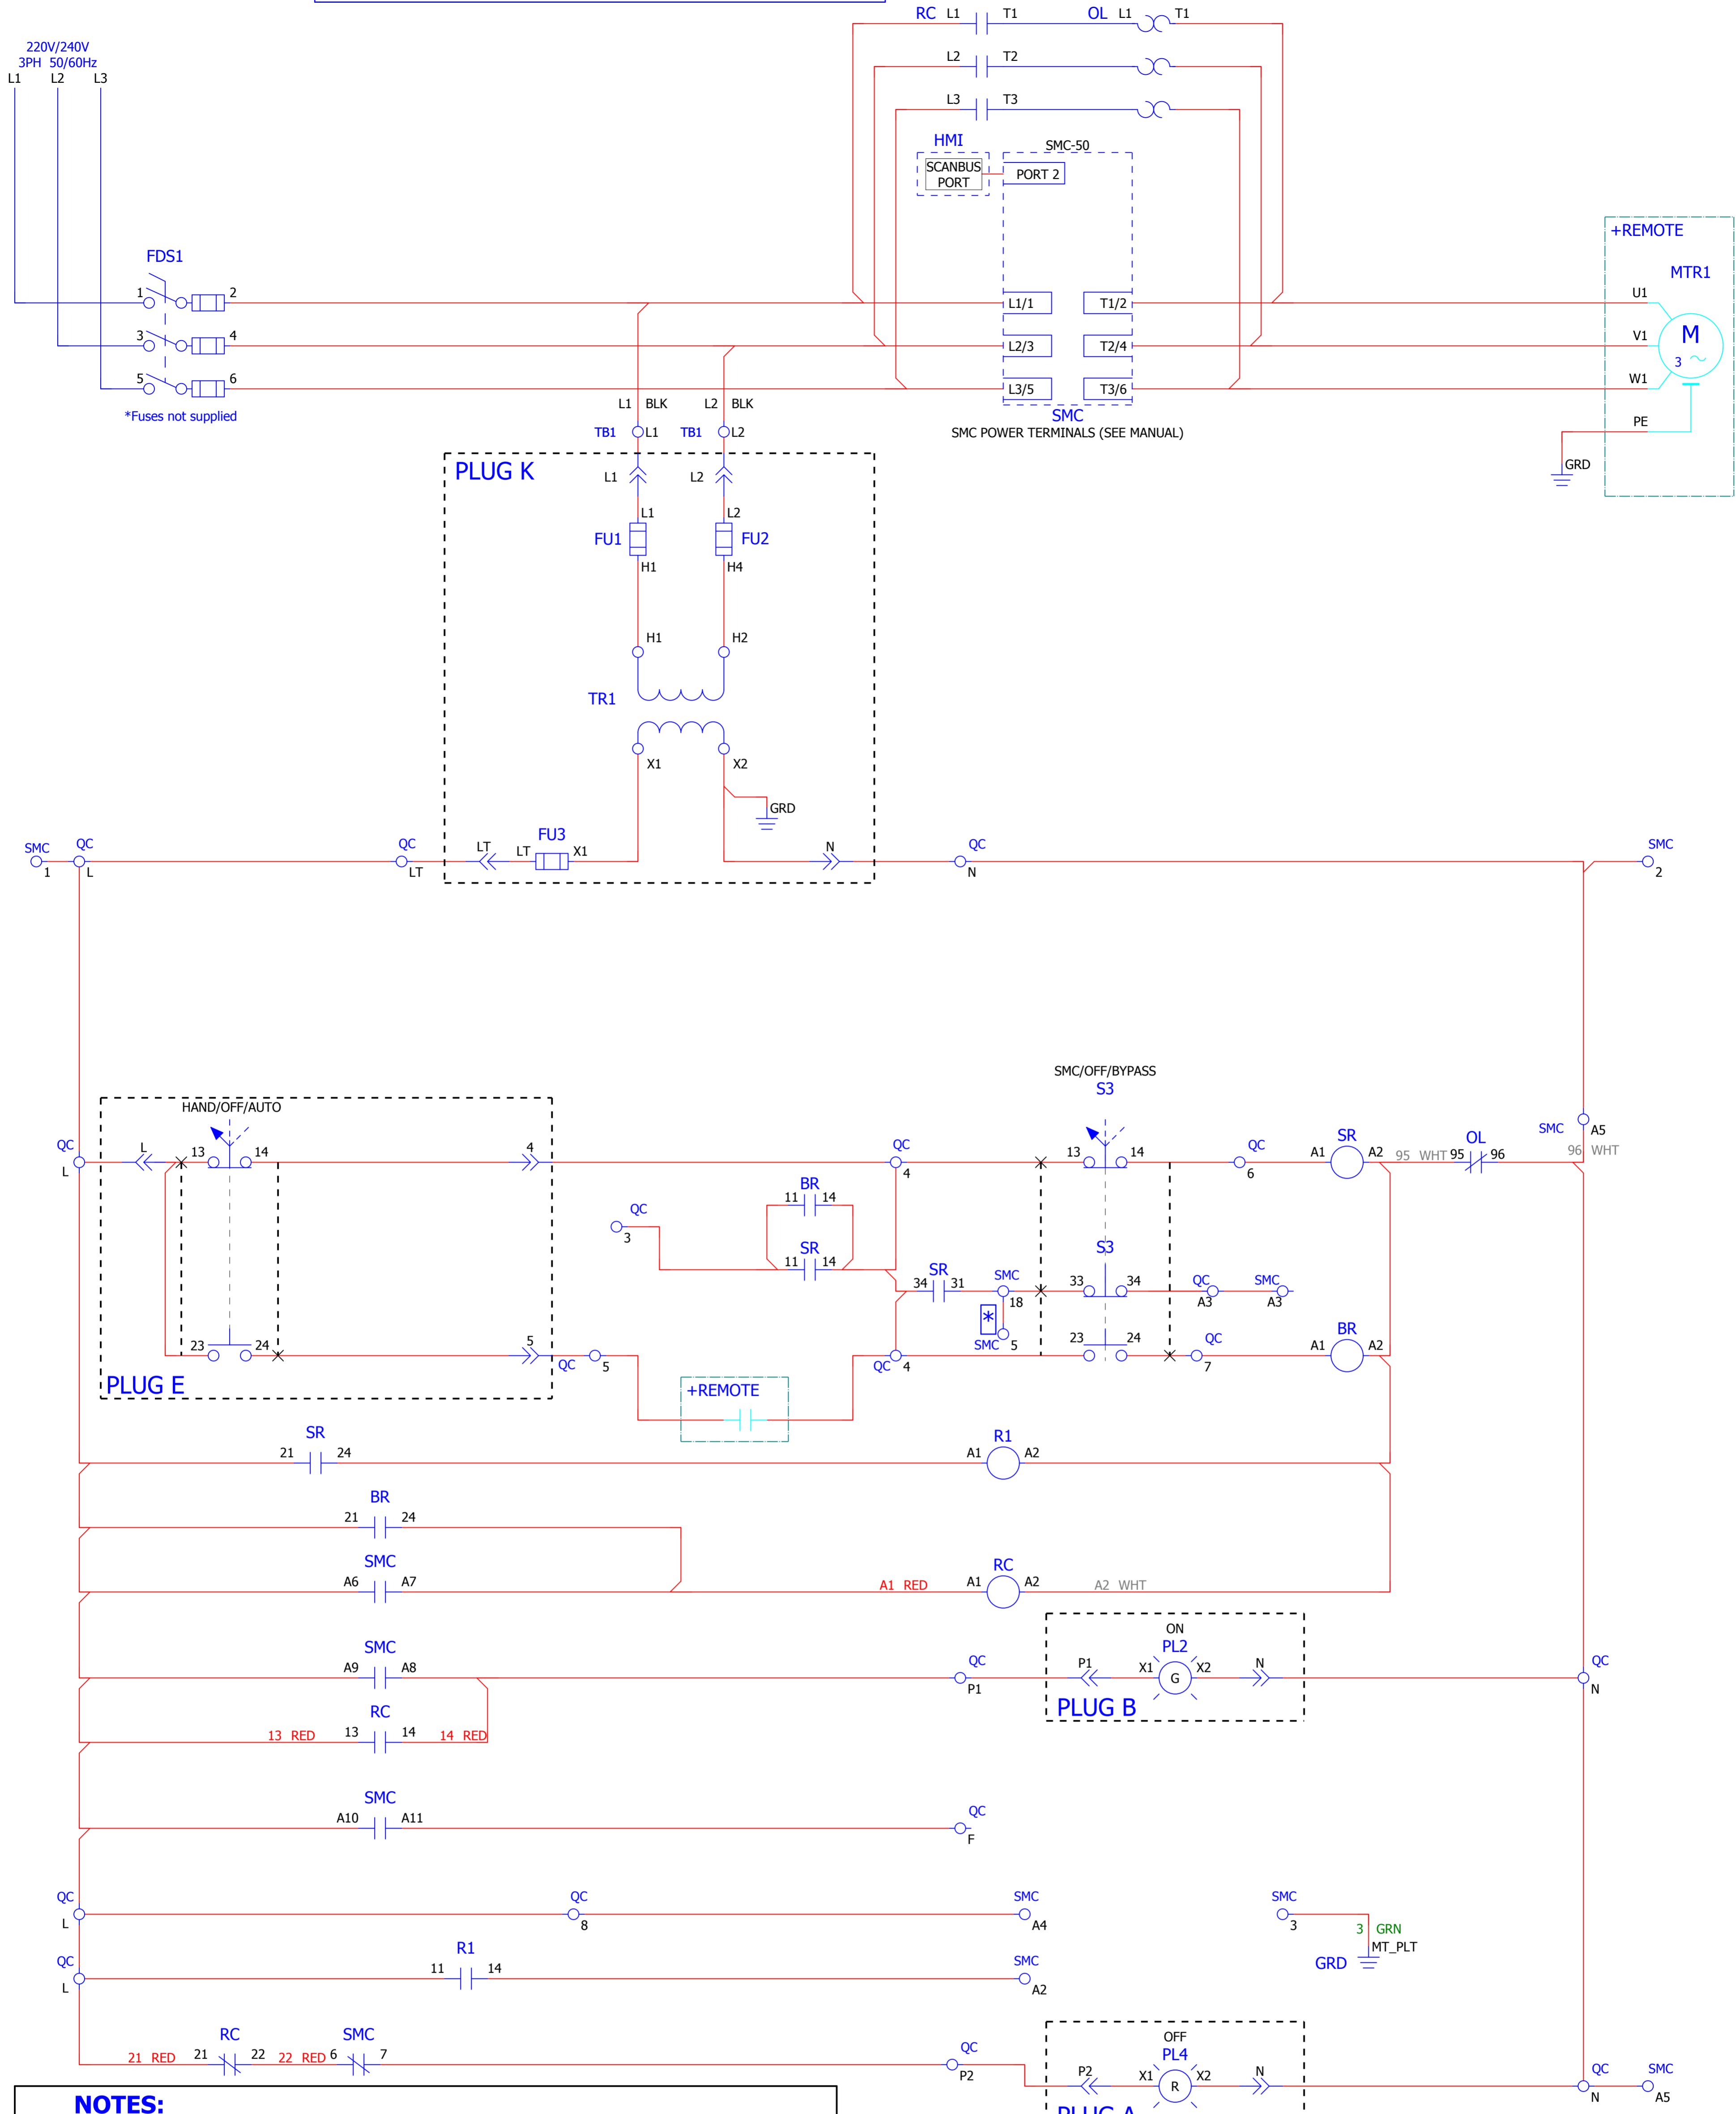 RC L1 T1 OL L1 T1
220V/240V
3PH 50/60Hz
L1 L2 L3
L2 T2
L3 T3
HMI
SMC-50
SCANBUS
PORT
PORT 2
+REMOTE
MTR1
FDS1
1 2
L1/1 T1/2 U1
3 4
L2/3 T2/4 V1
M
3
5 6
L3/5 T3/6 W1
*Fuses not supplied
L1 BLK L2 BLK
SMC
PE
TB1 L1 TB1 L2
SMC POWER TERMINALS (SEE MANUAL)
GRD
PLUG K
L1 L2
L1 L2
FU1 FU2
H1 H4
H1 H2
TR1
X1 X2
GRD
SMC QC QC FU3 QC SMC
LT LT X1 N
1 L LT N 2
SMC/OFF/BYPASS
S3
HAND/OFF/AUTO
SMC A5
QC L 13 14 4 QC 13 14 QC SR OL
A1 A2 95 WHT 95 96 96 WHT
L 4 6
BR
11 14
QC
3
SR
11 14
S3
SR
34 31 SMC 33 34 QC SMC
18 A3 A3
*
SMC 5
23 24 5 QC 5 QC 4 23 24 QC 7 BR A1 A2
PLUG E
+REMOTE
SR R1
21 24 A1 A2
BR
21 24
SMC RC
A6 A7 A1 RED A1 A2 A2 WHT
ON
SMC PL2
A9 A8 QC P1 X1 G X2 N QC
P1 N
PLUG B
RC
13 RED 13 14 14 RED
SMC
A10 A11 QC
F
QC QC SMC SMC
L 8 A4 3
3 GRN
MT_PLT
GRD
QC R1 SMC
11 14
L A2
RC SMC OFF
21 RED 21 22 22 RED 6 7 QC PL4
P2 P2 X1 R X2 N QC SMC
N A5
NOTES:
PLUG A